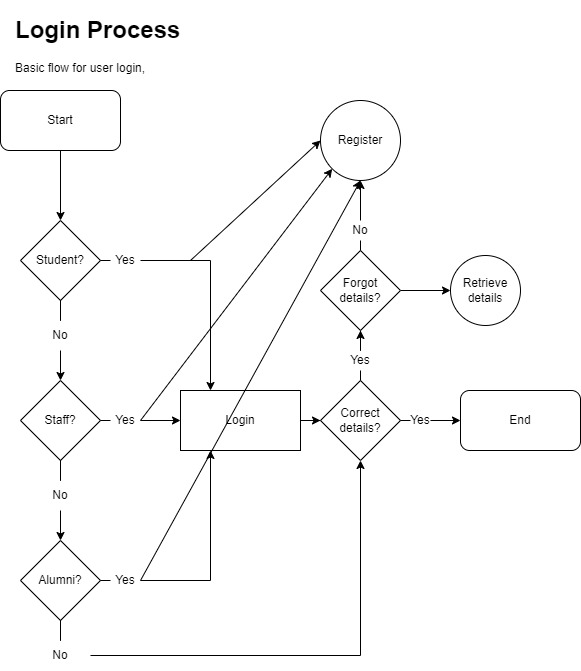 Login Process
Basic flow for user login,
Start
Register
Student?
Yes
No
Forgot
details?
Retrieve
details
No
Yes
Staff?
Yes
Login
Correct
details?
Yes
End
No
Alumni?
Yes
No